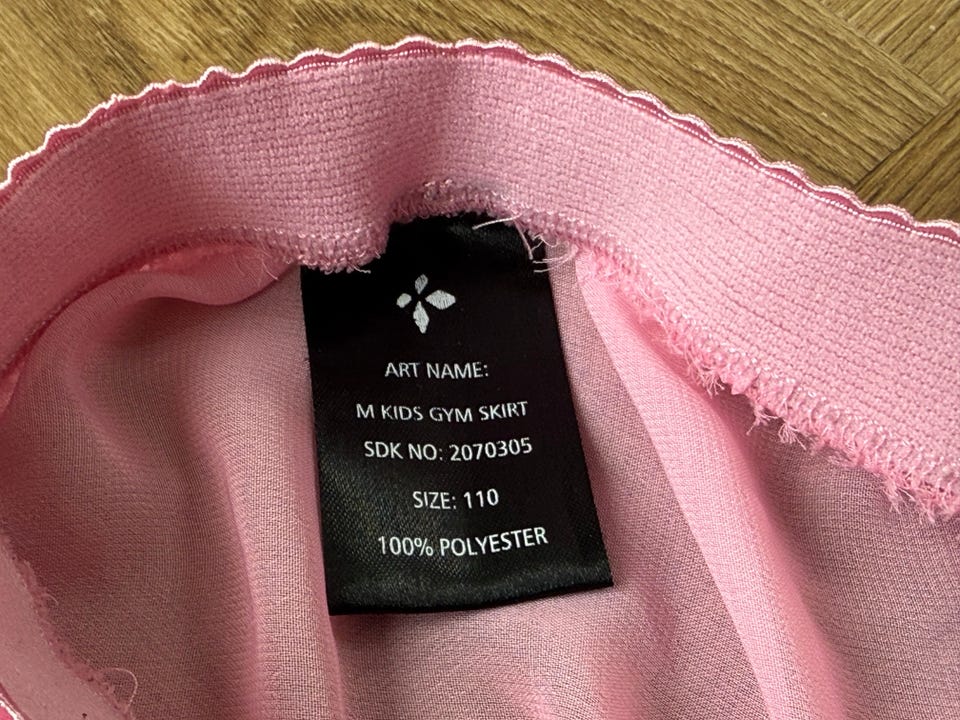 ART NAME:
M KIDS GYM SKIRT
SDK NO: 2070305
SIZE: 110
100% POLYESTER